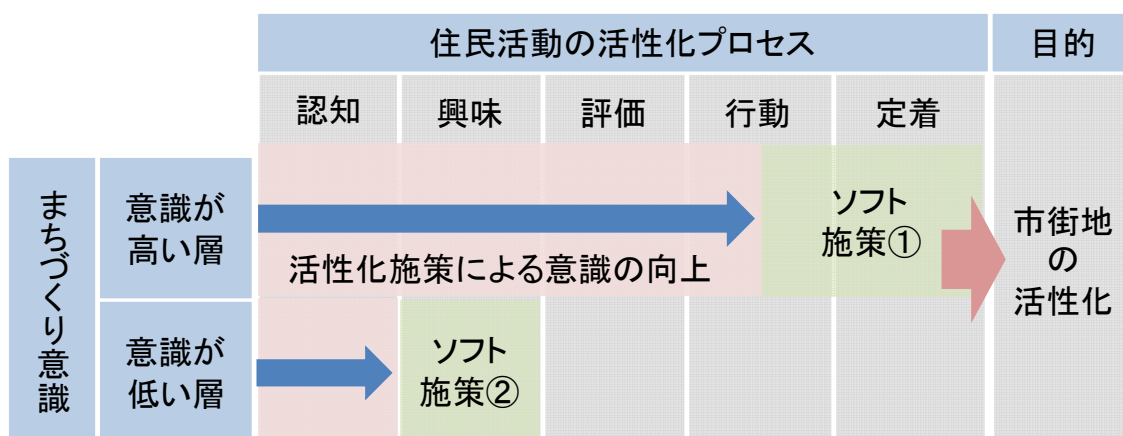 住民活動の活性化プロセス
目的
認知
興味
評価
行動
定着
まちづくり意識
意識が
高い層
活性化施策による意識の向上
ソフト
施策①
市街地
の
活性化
意識が
低い層
ソフト
施策②